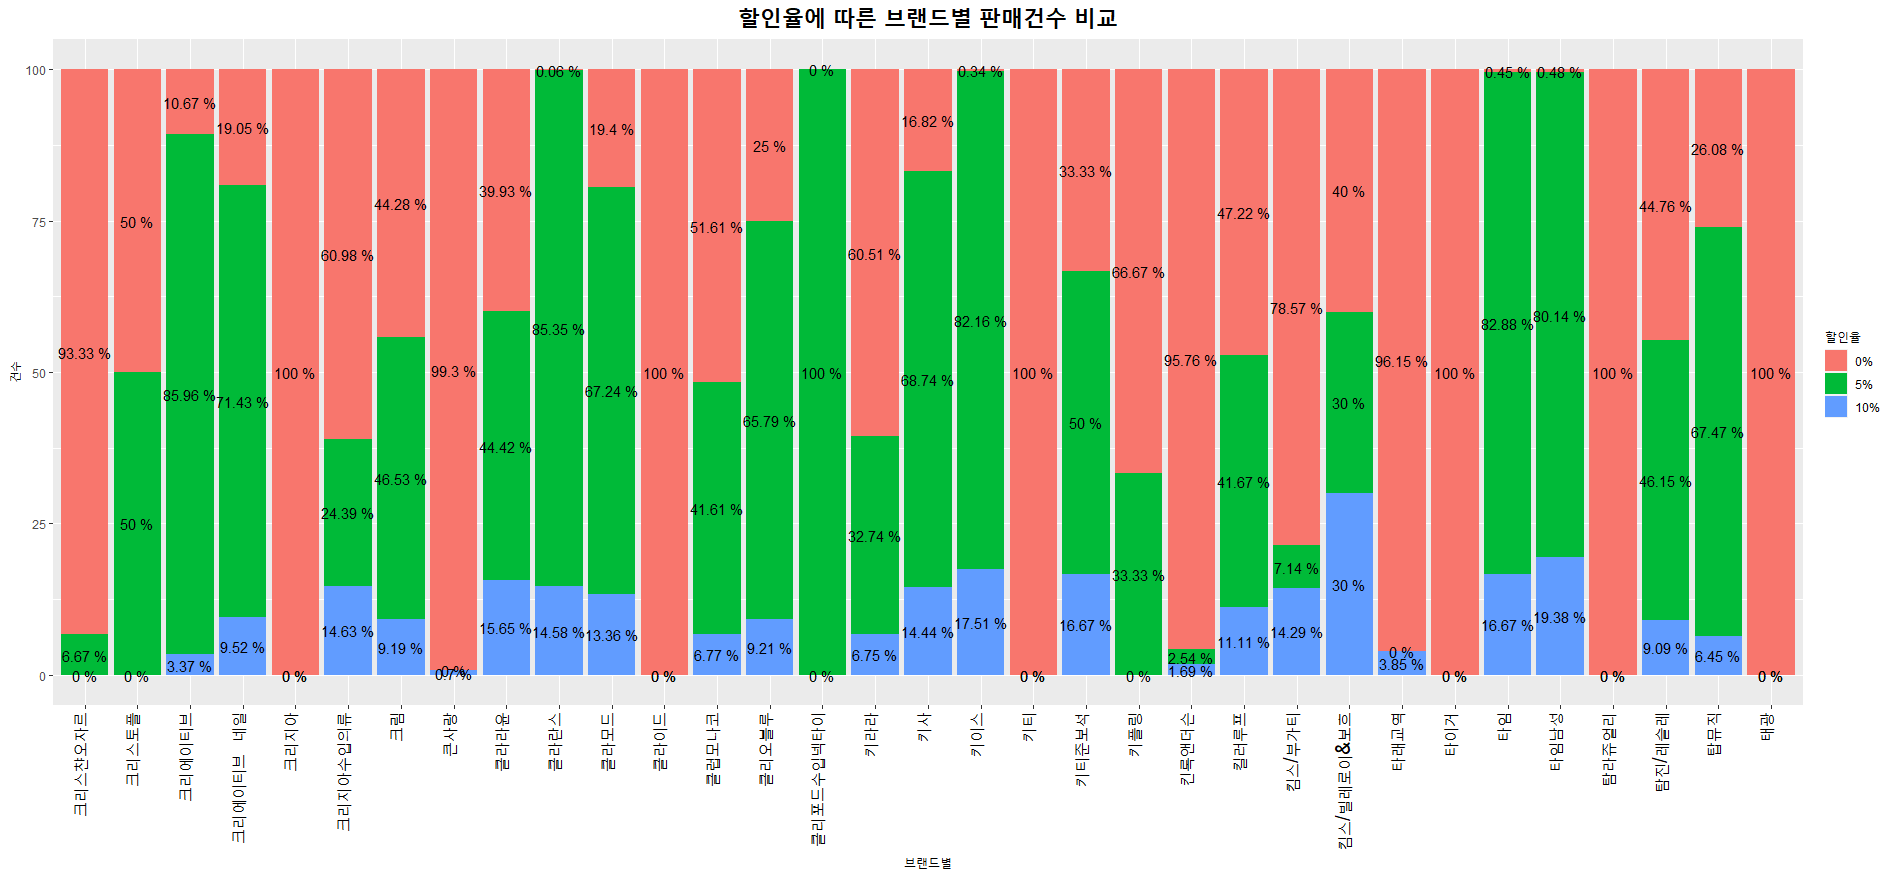 할인율에 따른 브랜드별 판매건수 비교
건수
100
75
50
25
0
93.33 %
6.67 %
0 %
50 %
50 %
0 %
10.67 %
85.96 %
3.37 %
19.05 %
71.43 %
9.52 %
100 %
0 %
60.98 %
24.39 %
14.63 %
44.28 %
46.53 %
9.19 %
99.3 %
0 %
0.7 %
39.93 %
44.42 %
15.65 %
0.06 %
85.35 %
14.58 %
19.4 %
67.24 %
13.36 %
100 %
0 %
51.61 %
41.61 %
6.77 %
25 %
65.79 %
9.21 %
0 %
100 %
0 %
60.51 %
32.74 %
6.75 %
16.82 %
68.74 %
14.44 %
0.34 %
82.16 %
17.51 %
100 %
0 %
33.33 %
50 %
16.67 %
66.67 %
33.33 %
0 %
95.76 %
2.54 %
1.69 %
47.22 %
41.67 %
11.11 %
78.57 %
7.14 %
14.29 %
40 %
30 %
30 %
96.15 %
0 %
3.85 %
100 %
0 %
0.45 %
82.88 %
16.67 %
0.48 %
80.14 %
19.38 %
100 %
0 %
44.76 %
46.15 %
9.09 %
26.08 %
67.47 %
6.45 %
100 %
0 %
크리스챤오자르
크리스토플
크리에이티브
크리에이티브 네일
크리지아
크리지아수입의류
크림
큰사랑
클라라윤
클라란스
클라모드
클라이드
클럽모나코
클리오블루
클리포드수입넥타이
키라라
키사
키이스
키티
키티준보석
키플링
킨록앤더슨
킬러루프
킴스/부가티
킴스/빌레로이&보흐
타래교역
타이거
타임
타임남성
탐라쥬얼리
탐진/레슬레
탑뮤직
태광
브랜드별
할인율
0%
5%
10%